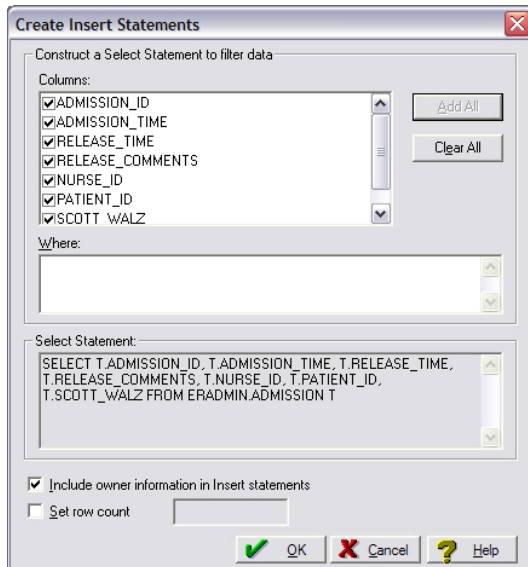 Create Insert Statements
Construct a Select Statement to filter data
Columns:
ADMISSION_ID
ADMISSION_TIME
RELEASE_TIME
RELEASE_COMMENTS
NURSE_ID
PATIENT_ID
SCOTT_WALZ
Add All
Clear All
Where:
Select Statement:
SELECT T.ADMISSION_ID, T.ADMISSION_TIME, T.RELEASE_TIME,
T.RELEASE_COMMENTS, T.NURSE_ID, T.PATIENT_ID,
T.SCOTT_WALZ FROM ERADMIN.ADMISSION T
Include owner information in Insert statements
Set row count
OK
Cancel
Help